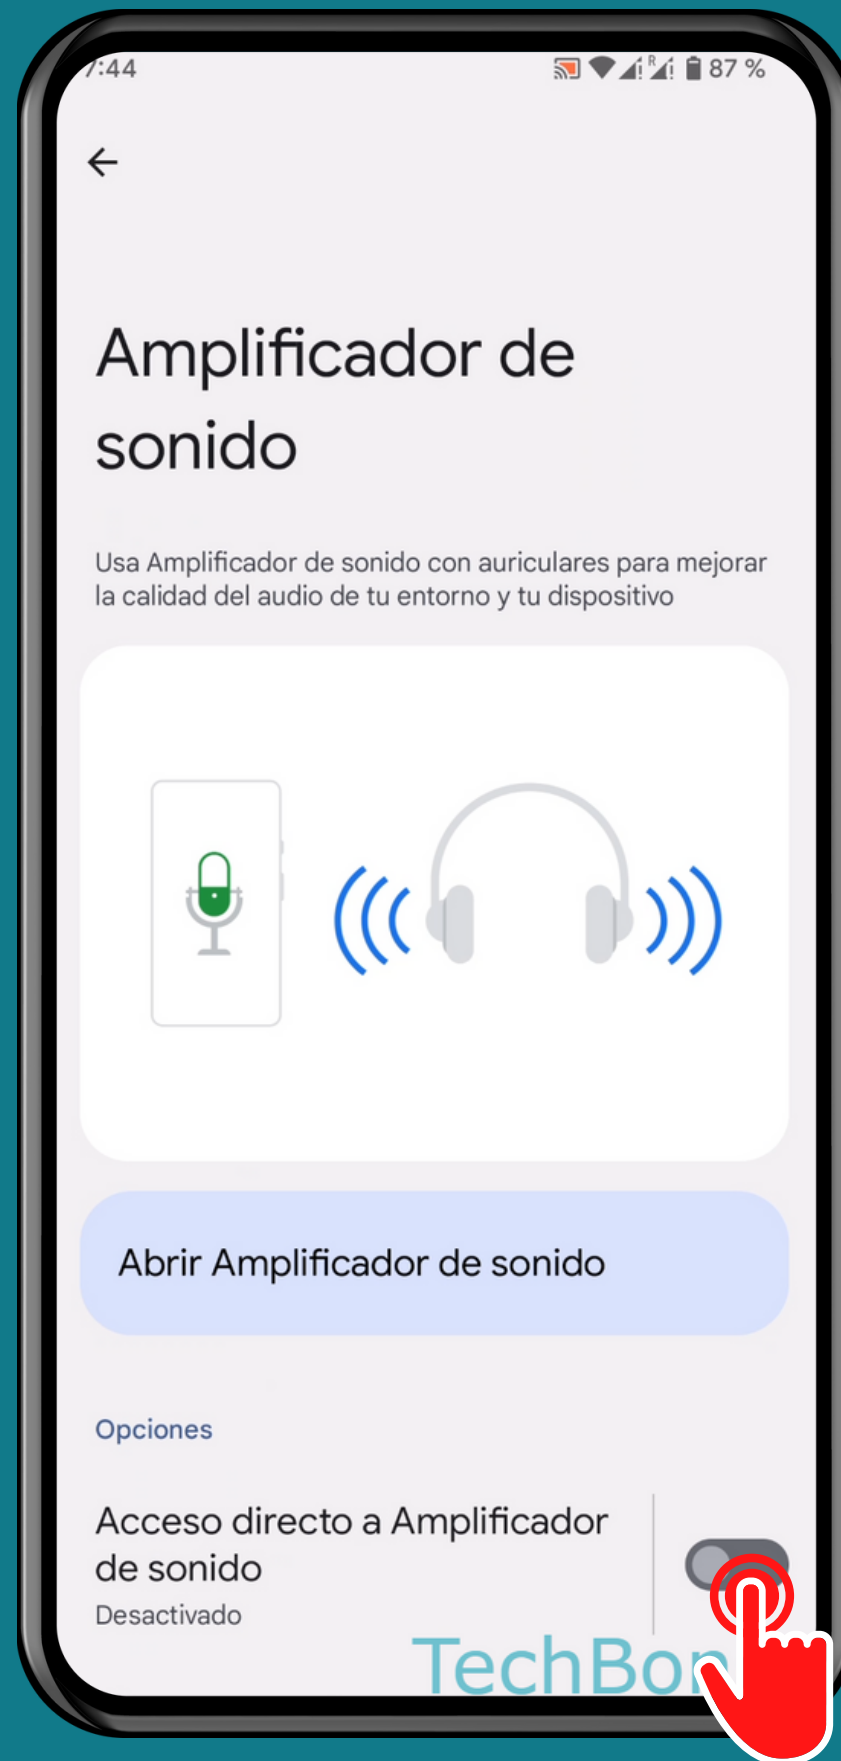 7:44
R
87 %
Amplificador de
sonido
Usa Amplificador de sonido con auriculares para mejorar
la calidad del audio de tu entorno y tu dispositivo
Abrir Amplificador de sonido
Opciones
Acceso directo a Amplificador
de sonido
Desactivado